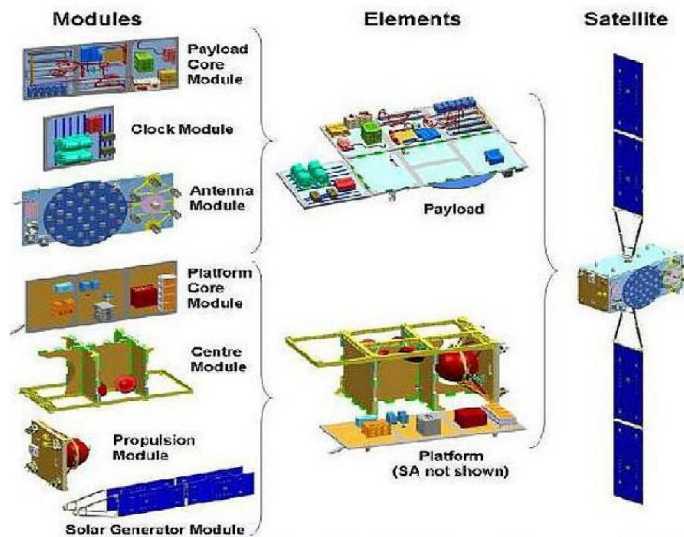 Modules
Elements
Satellite
Payload
Core
Module
Clock Module
Antenna
Module
Payload
Platform
Core
Module
Centre
Module
Propulsion
Module
Solar Generator Module
Platform
(SA not shown)